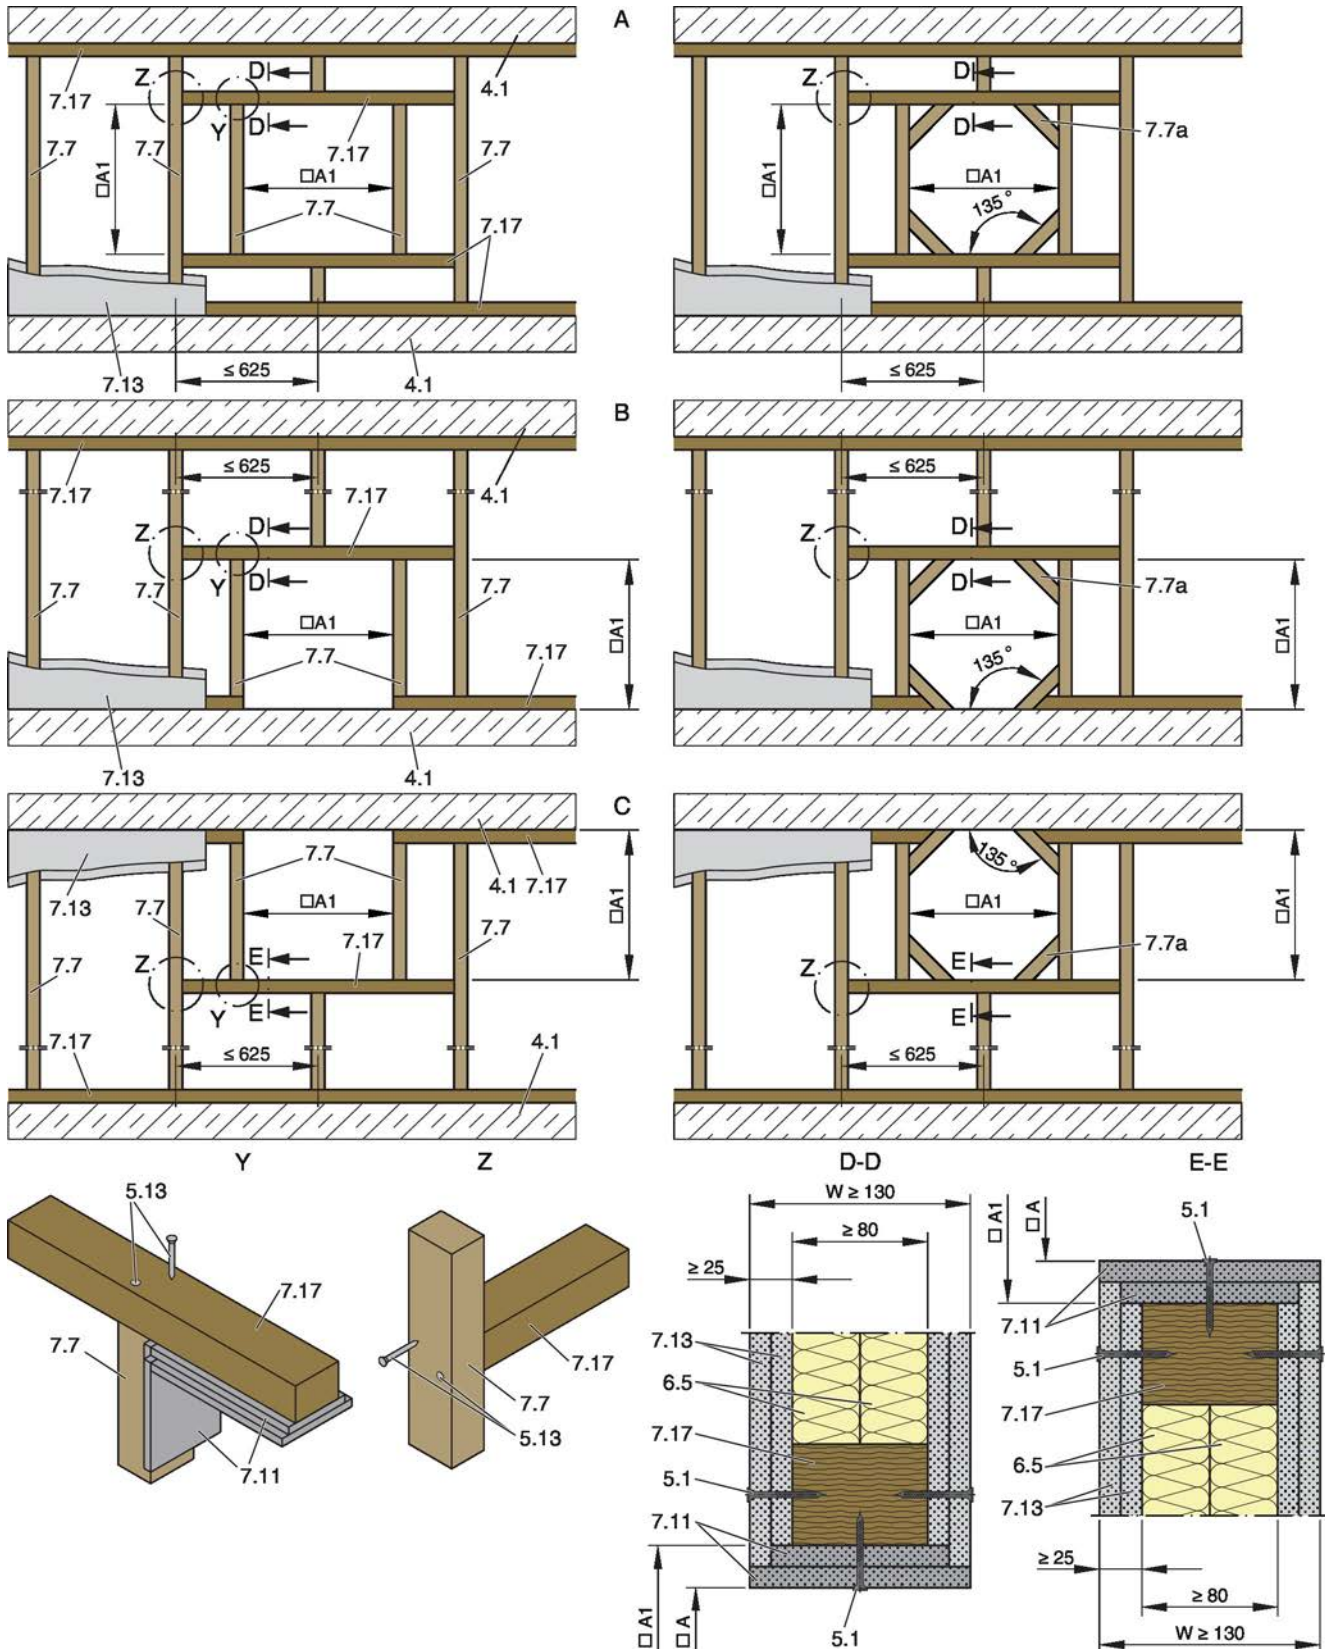 A
D
Z
4.1
7.17
D
Y
7.17
7.7
7.7
7.7
□A1
□A1
7.7
7.17
≤ 625
7.13
4.1
Z
D
D
7.7a
□A1
□A1
135°
≤ 625
B
≤ 625
7.17
7.17
4.1
Z
D
D
Y
7.7
7.7
7.7
□A1
□A1
7.7
7.17
7.13
4.1
≤ 625
Z
D
D
7.7a
□A1
□A1
135°
C
7.13
7.7
4.1
7.17
□A1
□A1
7.7
7.7
7.17
7.7
Z
E
Y
E
7.17
≤ 625
4.1
135°
□A1
□A1
7.7a
E
Z
E
≤ 625
Y
5.13
7.17
7.7
7.11
Z
7.17
7.7
5.13
D-D
W ≥ 130
≥ 80
≥ 25
7.13
6.5
7.17
5.1
7.11
□A1
□A
5.1
E-E
□A1
□A
5.1
7.11
5.1
7.17
6.5
7.13
≥ 25
≥ 80
W ≥ 130